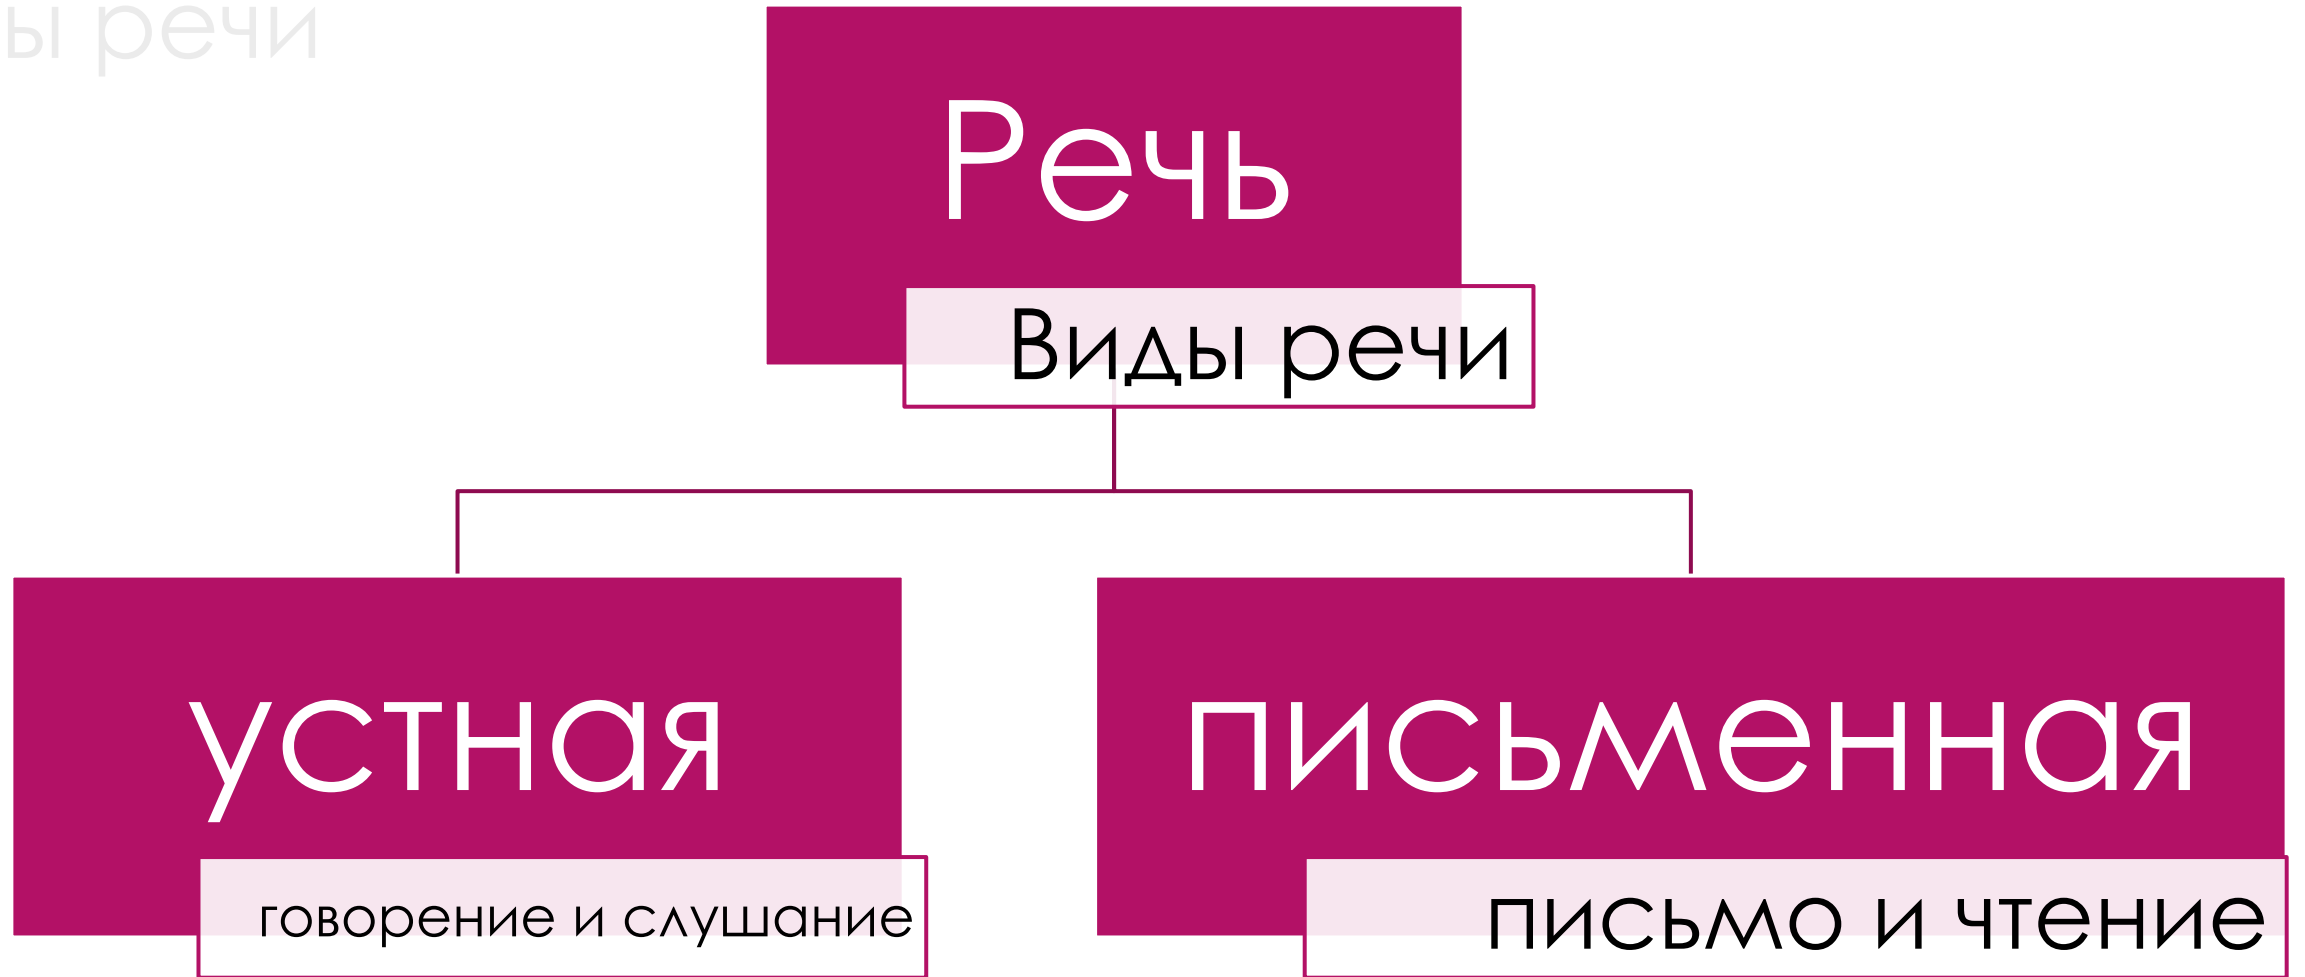 ы речи
Речь
Виды речи
устная
письменная
говорение и слушание
письмо и чтение